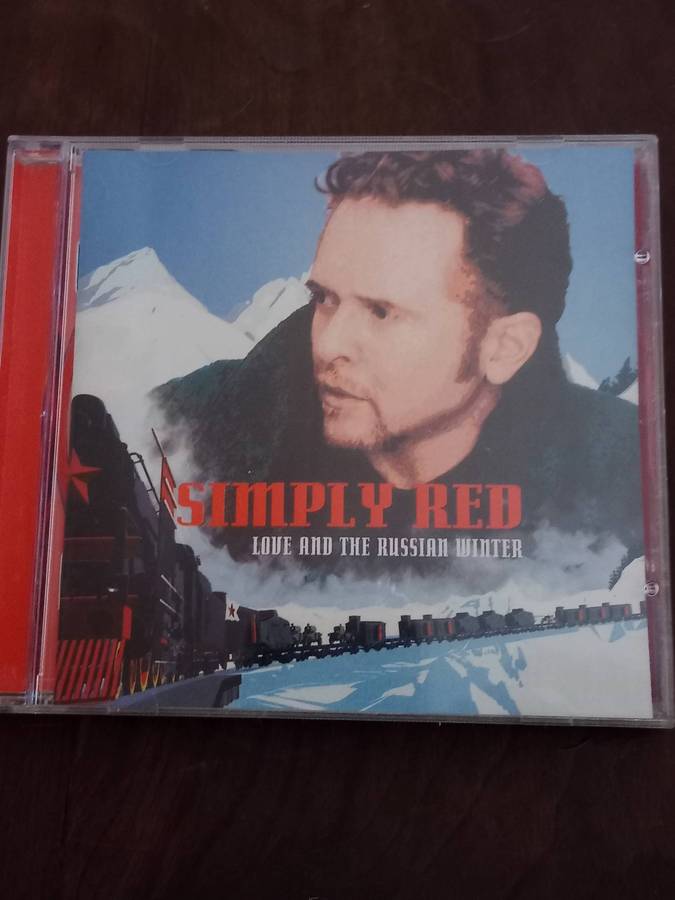 SIMPLY RED
LOVE AND THE RUSSIAN WINTER